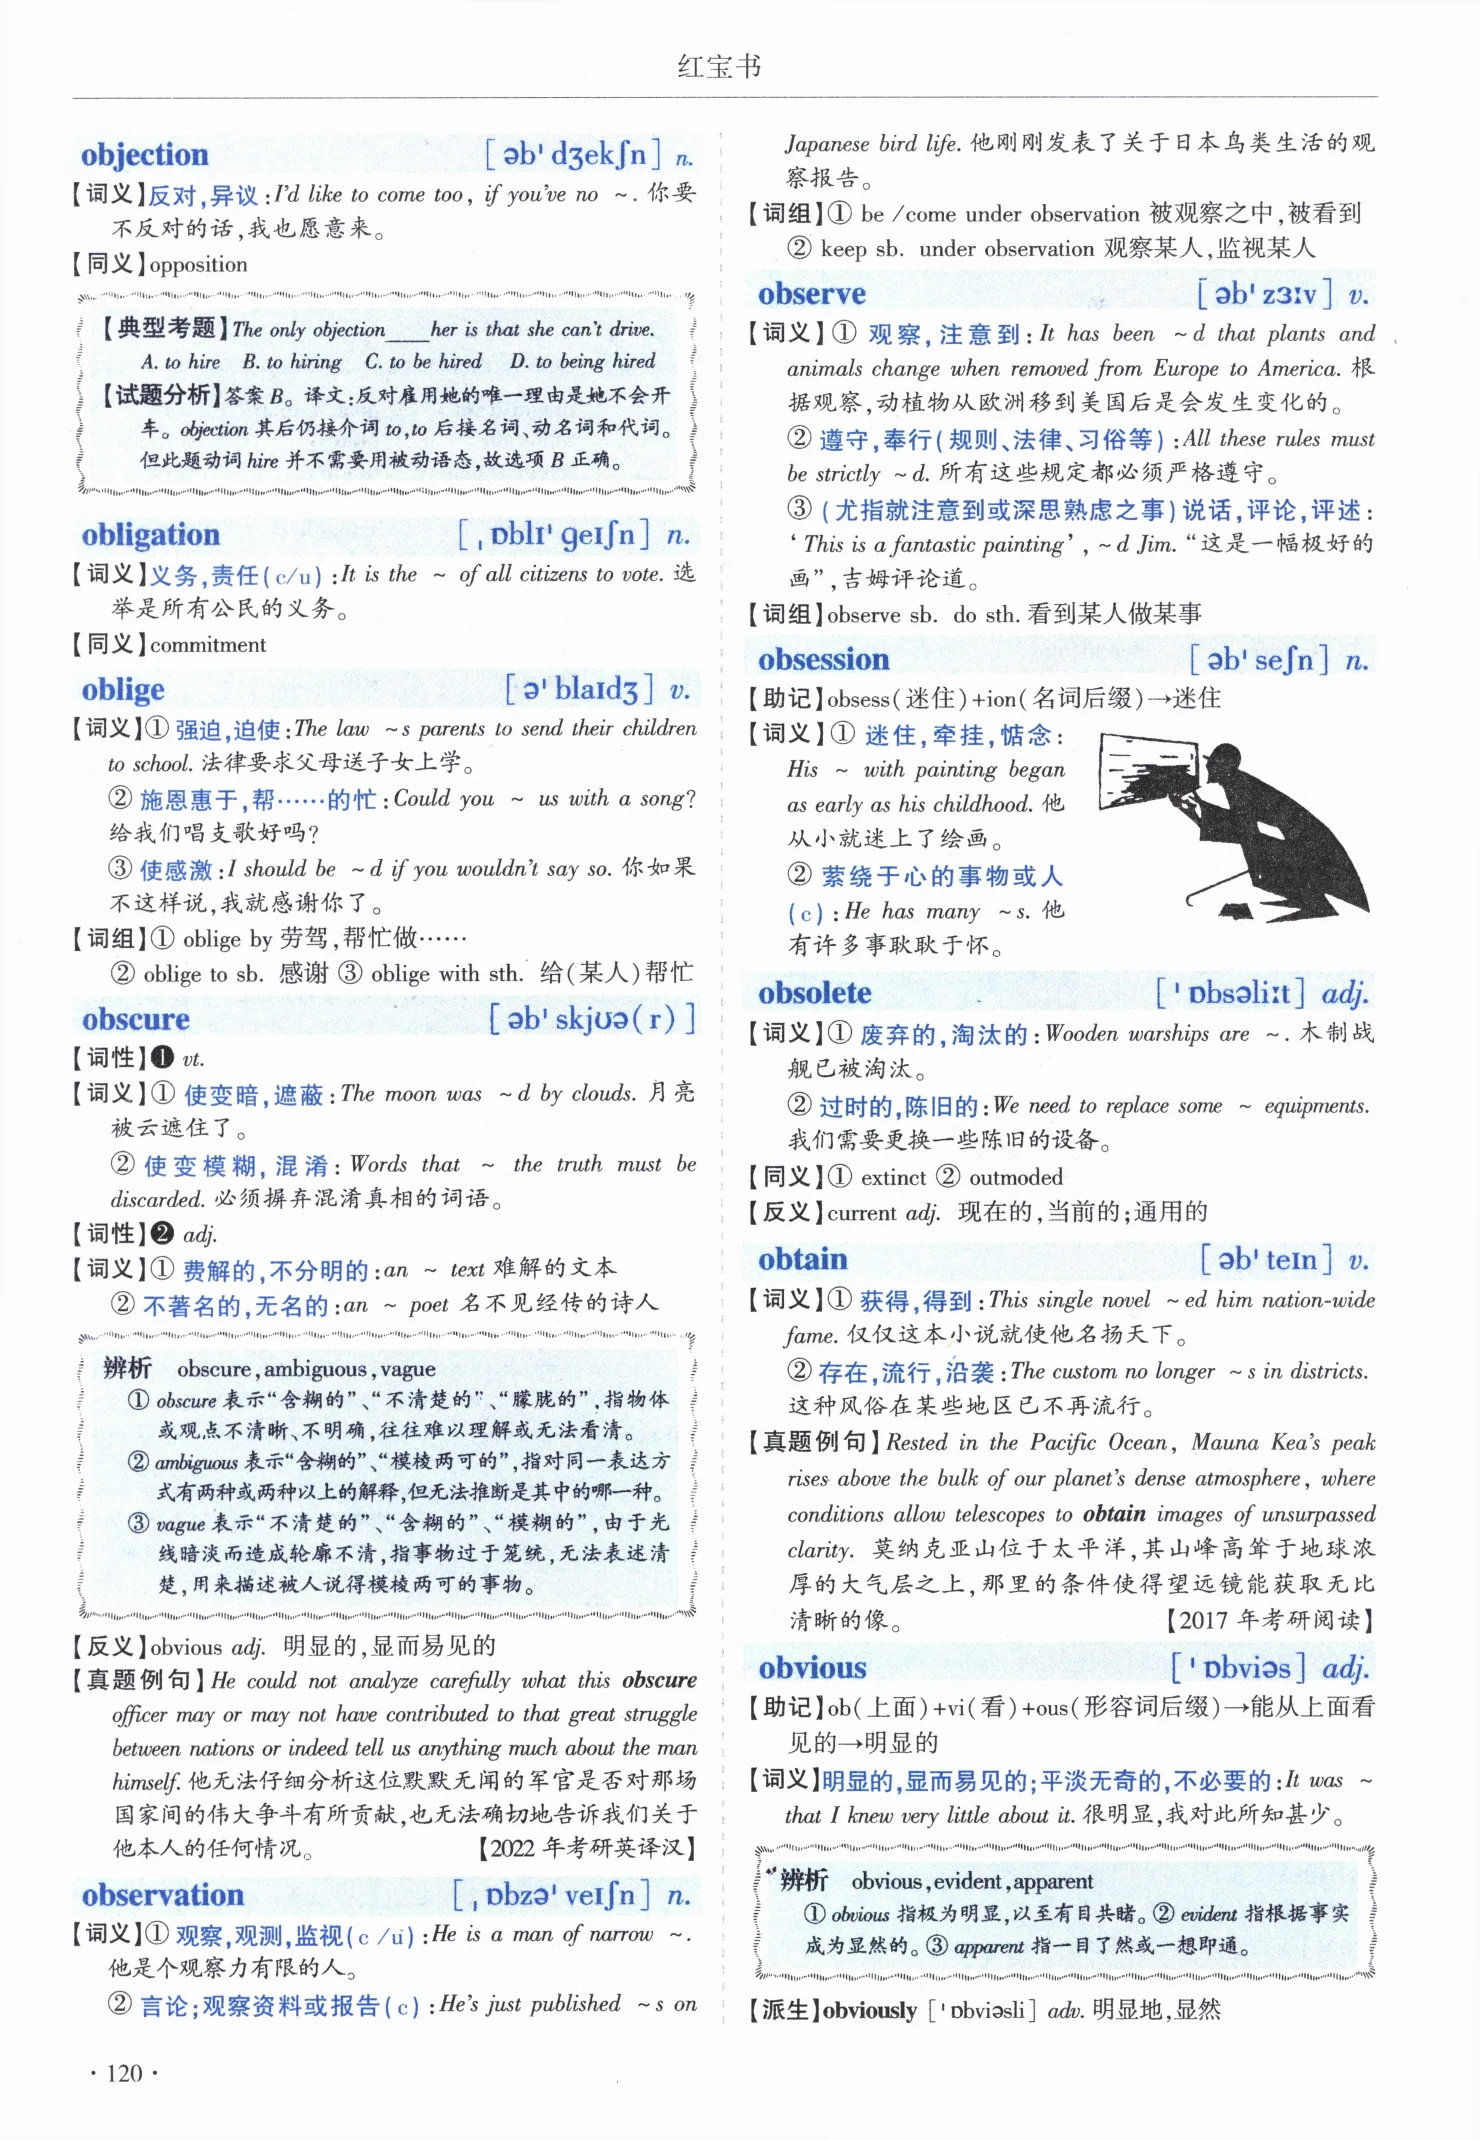 红宝书
objection [əbˈdʒekʃn] n.
【词义】反对,异议:I'd like to come too, if you've no ~. 你要
不反对的话,我也愿意来。
【同义】opposition
【典型考题】The only objection____her is that she can't drive.
A. to hire B. to hiring C. to be hired D. to being hired
【试题分析】答案 B。译文:反对雇用她的唯一理由是她不会开
车。objection 其后仍接介词 to,to 后接名词、动名词和代词。
但此题动词 hire 并不需要用被动语态,故选项 B 正确。
obligation [ˌɒblɪˈɡeɪʃn] n.
【词义】义务,责任(c/u):It is the ~ of all citizens to vote. 选
举是所有公民的义务。
【同义】commitment
oblige [əˈblaɪdʒ] v.
【词义】① 强迫,迫使:The law ~s parents to send their children
to school. 法律要求父母送子女上学。
② 施恩惠于,帮……的忙:Could you ~ us with a song?
给我们唱支歌好吗?
③ 使感激:I should be ~d if you wouldn't say so. 你如果
不这样说,我就感谢你了。
【词组】① oblige by 劳驾,帮忙做……
② oblige to sb. 感谢 ③ oblige with sth. 给(某人)帮忙
obscure [əbˈskjʊə(r)]
【词性】❶ vt.
【词义】① 使变暗,遮蔽:The moon was ~d by clouds. 月亮
被云遮住了。
② 使变模糊,混淆:Words that ~ the truth must be
discarded. 必须摒弃混淆真相的词语。
【词性】❷ adj.
【词义】① 费解的,不分明的:an ~ text 难解的文本
② 不著名的,无名的:an ~ poet 名不见经传的诗人
辨析 obscure,ambiguous,vague
① obscure 表示“含糊的”、“不清楚的”、“朦胧的”,指物体
或观点不清晰、不明确,往往难以理解或无法看清。
② ambiguous 表示“含糊的”、“模棱两可的”,指对同一表达方
式有两种或两种以上的解释,但无法推断是其中的哪一种。
③ vague 表示“不清楚的”、“含糊的”、“模糊的”,由于光
线暗淡而造成轮廓不清,指事物过于笼统,无法表述清
楚,用来描述被人说得模棱两可的事物。
【反义】obvious adj. 明显的,显而易见的
【真题例句】He could not analyze carefully what this obscure
officer may or may not have contributed to that great struggle
between nations or indeed tell us anything much about the man
himself. 他无法仔细分析这位默默无闻的军官是否对那场
国家间的伟大争斗有所贡献,也无法确切地告诉我们关于
他本人的任何情况。 【2022 年考研英译汉】
observation [ˌɒbzəˈveɪʃn] n.
【词义】① 观察,观测,监视(c /u):He is a man of narrow ~.
他是个观察力有限的人。
② 言论;观察资料或报告(c):He's just published ~s on
Japanese bird life. 他刚刚发表了关于日本鸟类生活的观
察报告。
【词组】① be /come under observation 被观察之中,被看到
② keep sb. under observation 观察某人,监视某人
observe [əbˈzɜːv] v.
【词义】① 观察,注意到:It has been ~d that plants and
animals change when removed from Europe to America. 根
据观察,动植物从欧洲移到美国后是会发生变化的。
② 遵守,奉行(规则、法律、习俗等):All these rules must
be strictly ~d. 所有这些规定都必须严格遵守。
③ (尤指就注意到或深思熟虑之事)说话,评论,评述:
‘This is a fantastic painting’, ~d Jim. “这是一幅极好的
画”,吉姆评论道。
【词组】observe sb. do sth. 看到某人做某事
obsession [əbˈseʃn] n.
【助记】obsess(迷住)+ion(名词后缀)→迷住
【词义】① 迷住,牵挂,惦念:
His ~ with painting began
as early as his childhood. 他
从小就迷上了绘画。
② 萦绕于心的事物或人
(c):He has many ~s. 他
有许多事耿耿于怀。
obsolete [ˈɒbsəliːt] adj.
【词义】① 废弃的,淘汰的:Wooden warships are ~. 木制战
舰已被淘汰。
② 过时的,陈旧的:We need to replace some ~ equipments.
我们需要更换一些陈旧的设备。
【同义】① extinct ② outmoded
【反义】current adj. 现在的,当前的;通用的
obtain [əbˈteɪn] v.
【词义】① 获得,得到:This single novel ~ed him nation-wide
fame. 仅仅这本小说就使他名扬天下。
② 存在,流行,沿袭:The custom no longer ~s in districts.
这种风俗在某些地区已不再流行。
【真题例句】Rested in the Pacific Ocean, Mauna Kea's peak
rises above the bulk of our planet's dense atmosphere, where
conditions allow telescopes to obtain images of unsurpassed
clarity. 莫纳克亚山位于太平洋,其山峰高耸于地球浓
厚的大气层之上,那里的条件使得望远镜能获取无比
清晰的像。 【2017 年考研阅读】
obvious [ˈɒbviəs] adj.
【助记】ob(上面)+vi(看)+ous(形容词后缀)→能从上面看
见的→明显的
【词义】明显的,显而易见的;平淡无奇的,不必要的:It was ~
that I knew very little about it. 很明显,我对此所知甚少。
辨析 obvious,evident,apparent
① obvious 指极为明显,以至有目共睹。② evident 指根据事实
成为显然的。③ apparent 指一目了然或一想即通。
【派生】obviously [ˈɒbviəsli] adv. 明显地,显然
· 120 ·